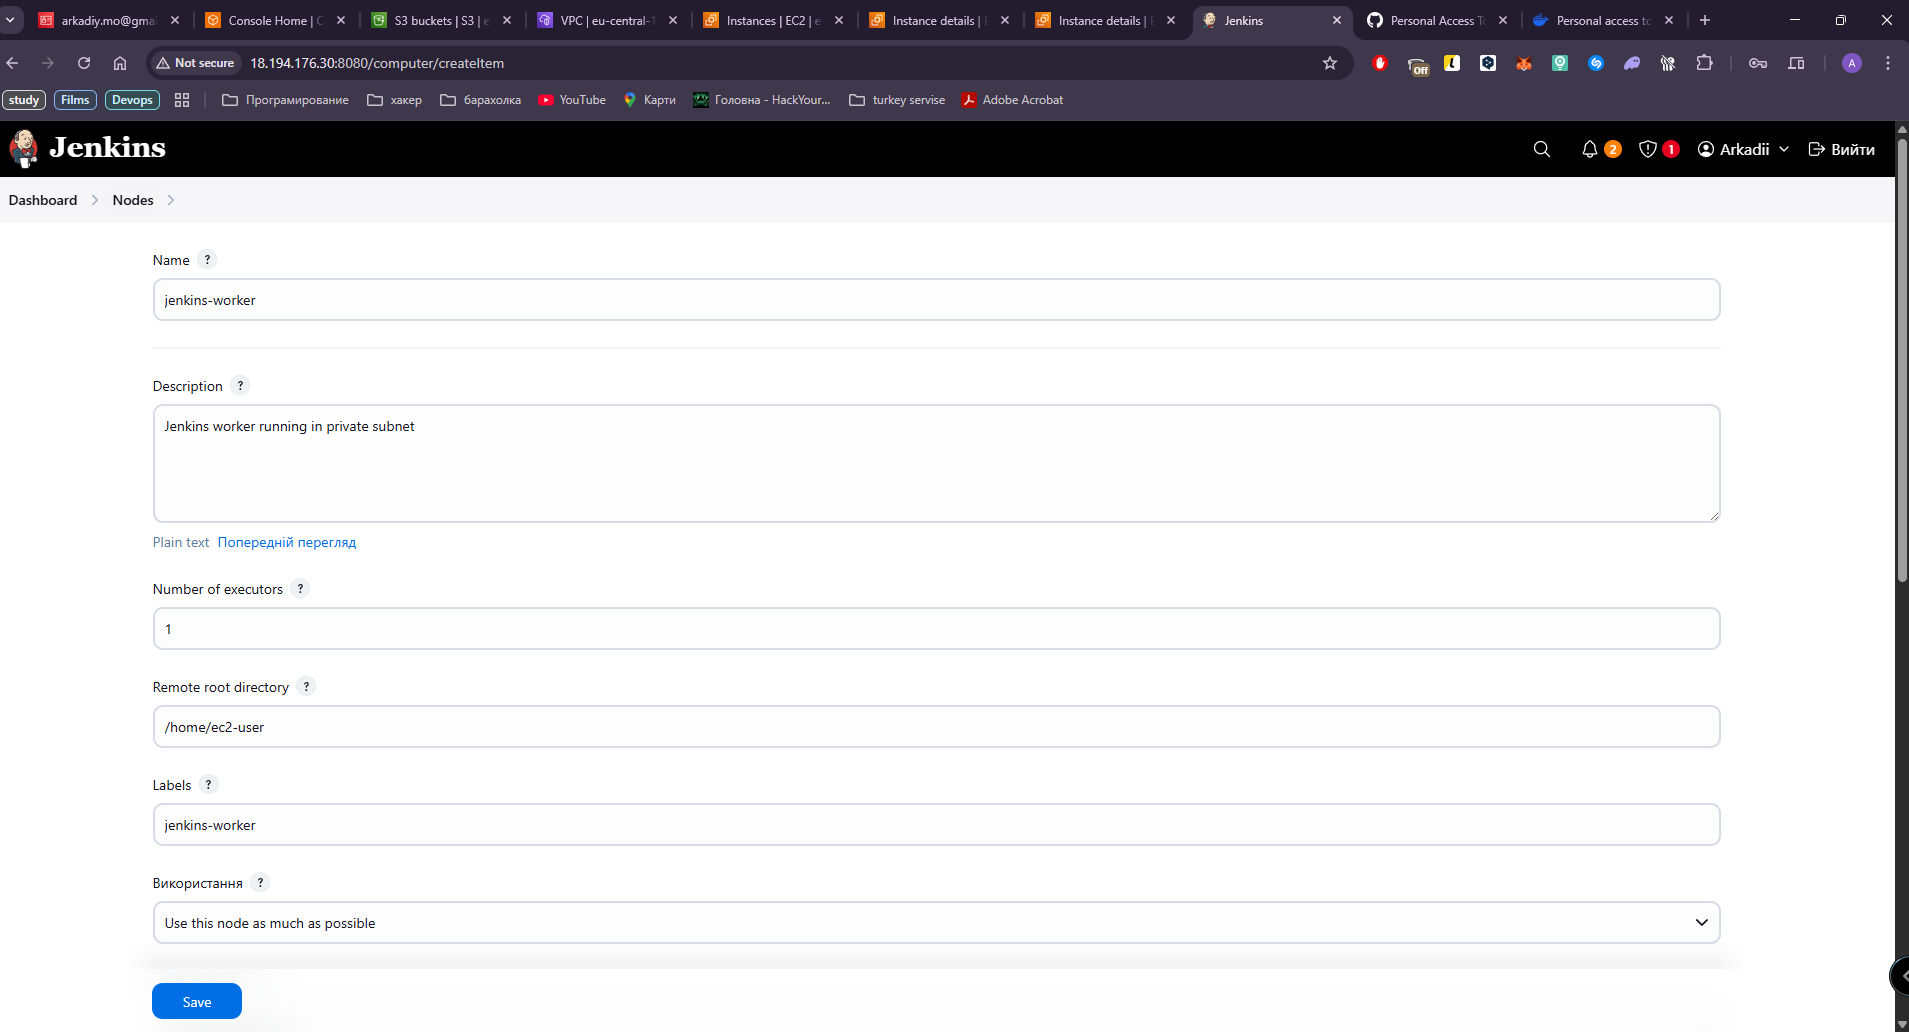 arkadiy.mo@gmai
Console Home | C
S3 buckets | S3 | e
VPC | eu-central-1
Instances | EC2 | e
Instance details | E
Instance details | E
Jenkins
Personal Access To
Personal access to
Not secure
18.194.176.30:8080/computer/createItem
Off
A
study
Films
Devops
Програмирование
хакер
барахолка
YouTube
Карти
Головна - HackYour...
turkey servise
Adobe Acrobat
Jenkins
2
1
Arkadii
Вийти
Dashboard
Nodes
Name ?
jenkins-worker
Description ?
Jenkins worker running in private subnet
Plain text Попередній перегляд
Number of executors ?
1
Remote root directory ?
/home/ec2-user
Labels ?
jenkins-worker
Використання ?
Use this node as much as possible
Save